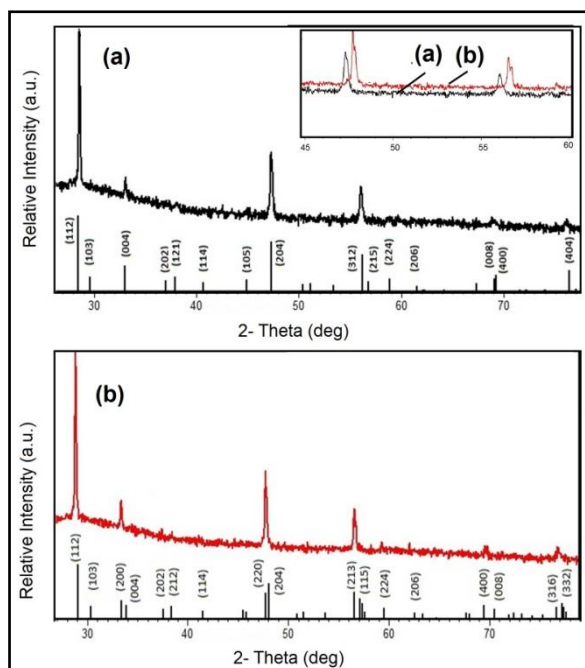 (a)
(a) (b)
45 50 55 60
Relative Intensity (a.u.)
(112) (103) (004) (202) (121) (114) (105) (204) (312) (215) (224) (206) (008) (400) (404)
30 40 50 60 70
2- Theta (deg)
(b)
Relative Intensity (a.u.)
(112) (103) (200) (004) (202) (212) (114) (220) (204) (213) (115) (224) (206) (400) (008) (316) (332)
30 40 50 60 70
2- Theta (deg)